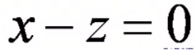 x − z = 0